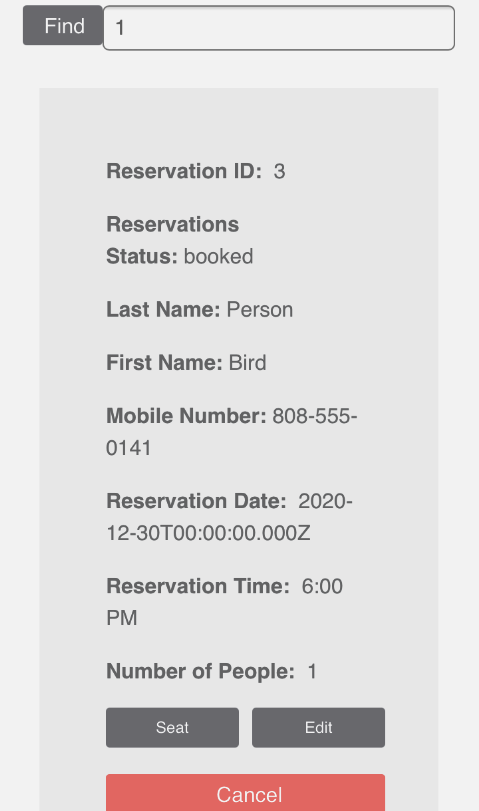 Find 1
Reservation ID: 3
Reservations
Status: booked
Last Name: Person
First Name: Bird
Mobile Number: 808-555-
0141
Reservation Date: 2020-
12-30T00:00:00.000Z
Reservation Time: 6:00
PM
Number of People: 1
Seat Edit
Cancel